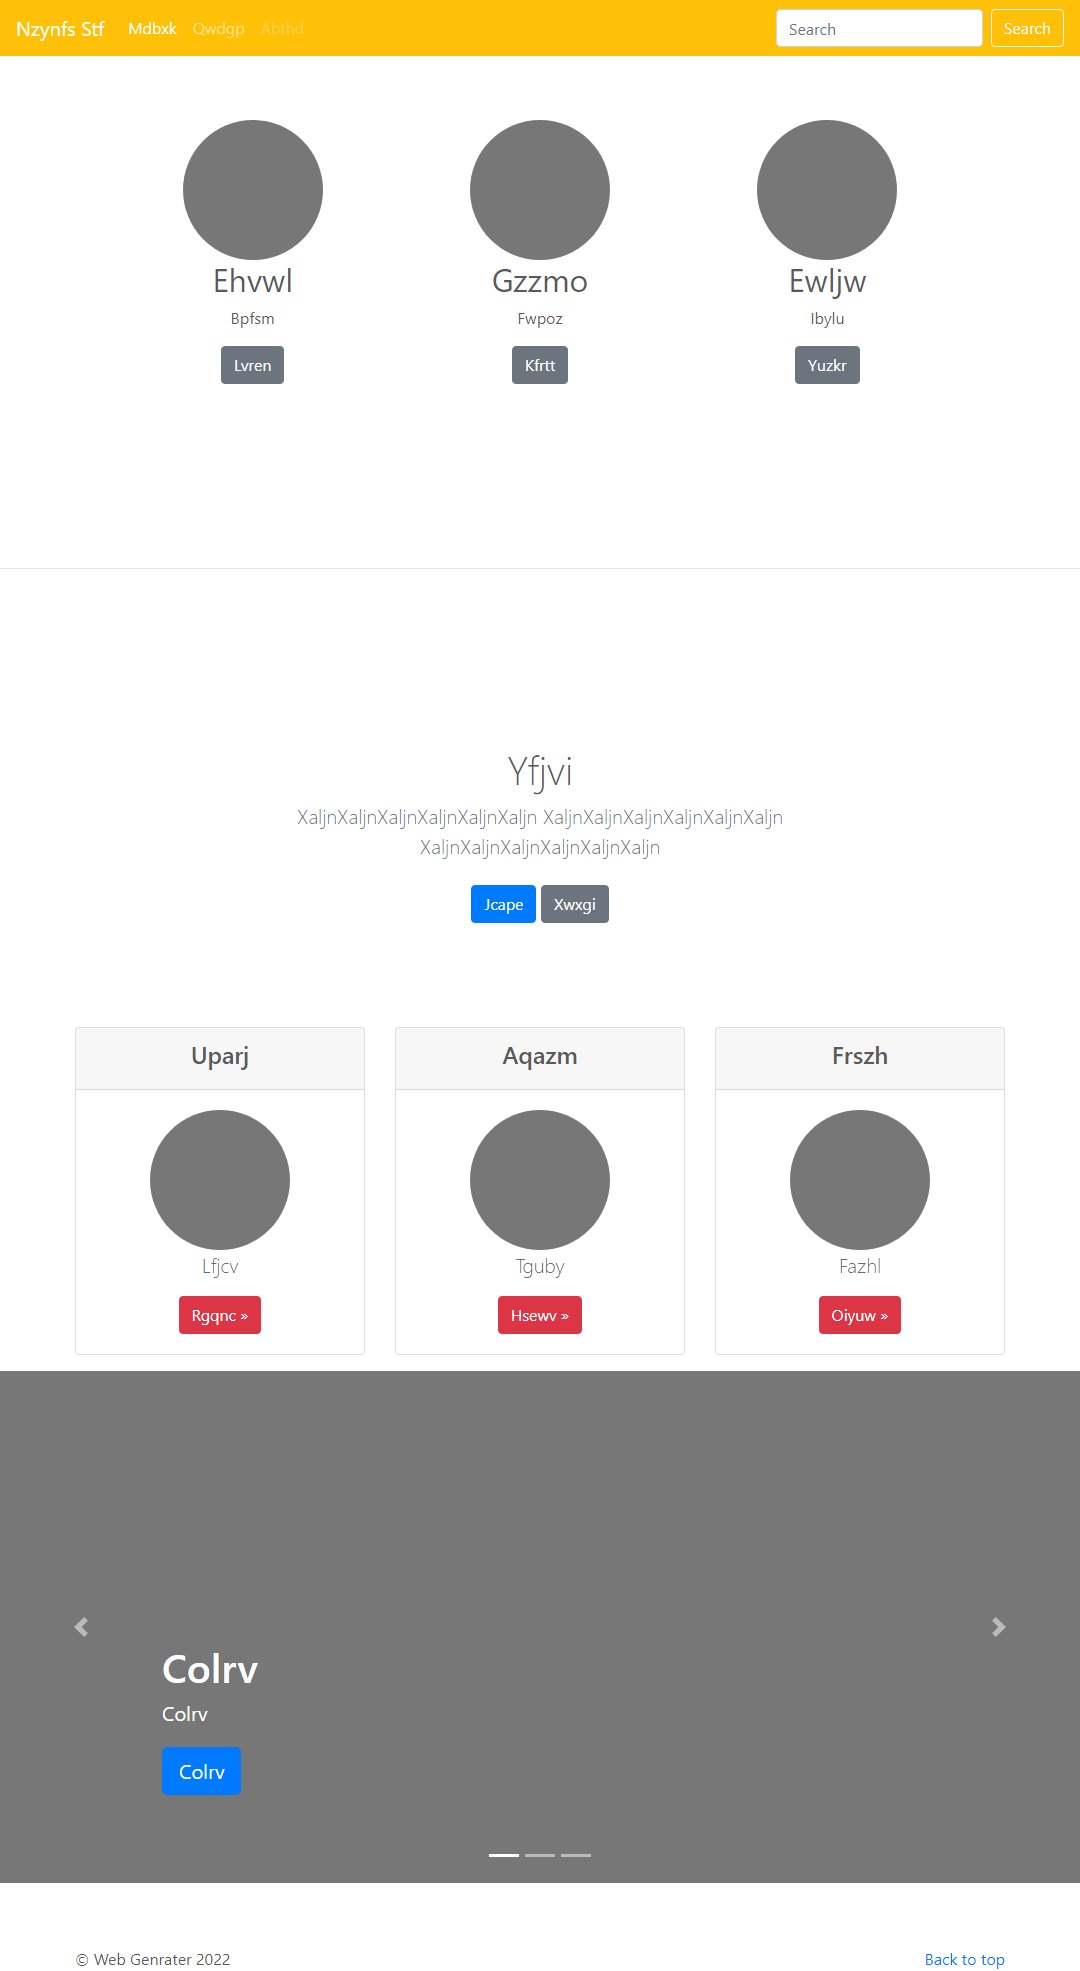 Nzynfs Stf Mdbxk Qwdgp Abthd Search Search
Ehvwl Gzzmo Ewljw
Bpfsm Fwpoz Ibylu
Lvren Kfrtt Yuzkr
Yfjvi
XaljnXaljnXaljnXaljnXaljnXaljn XaljnXaljnXaljnXaljnXaljnXaljn
XaljnXaljnXaljnXaljnXaljnXaljn
Jcape Xwxgi
Uparj Aqazm Frszh
Lfjcv Tguby Fazhl
Rgqnc » Hsewv » Oiyuw »
Colrv
Colrv
Colrv
© Web Genrater 2022 Back to top